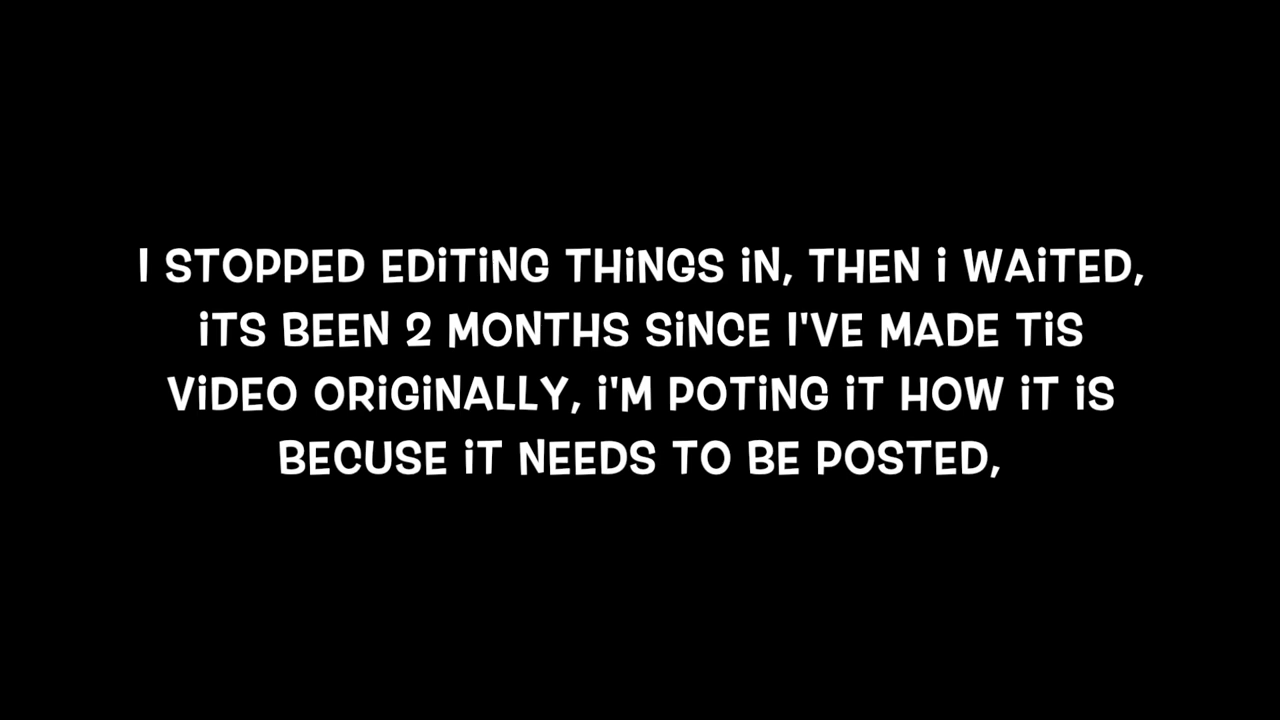 I STOPPED EDiTiNG THiNGS iN, THEN i WAiTED,
iTS BEEN 2 MONTHS SiNCE I'VE MADE TiS
ViDEO ORiGiNALLY, i'M POTiNG iT HOW iT iS
BECUSE iT NEEDS TO BE POSTED,